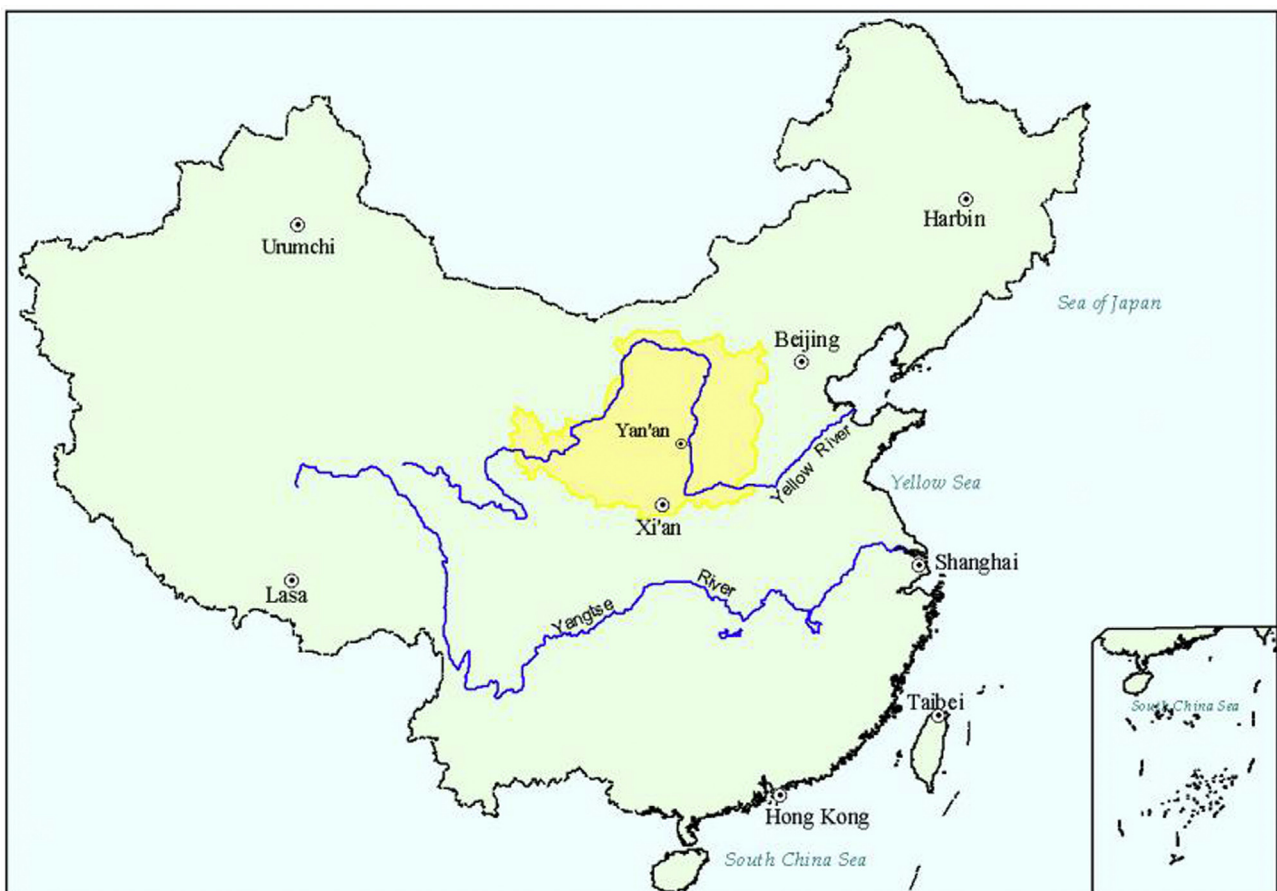 Harbin
Urumchi
Sea of Japan
Beijing
Yan'an
Yellow River
Yellow Sea
Xi'an
Shanghai
Lasa
River
Yangtse
Taibei
South China Sea
Hong Kong
South China Sea